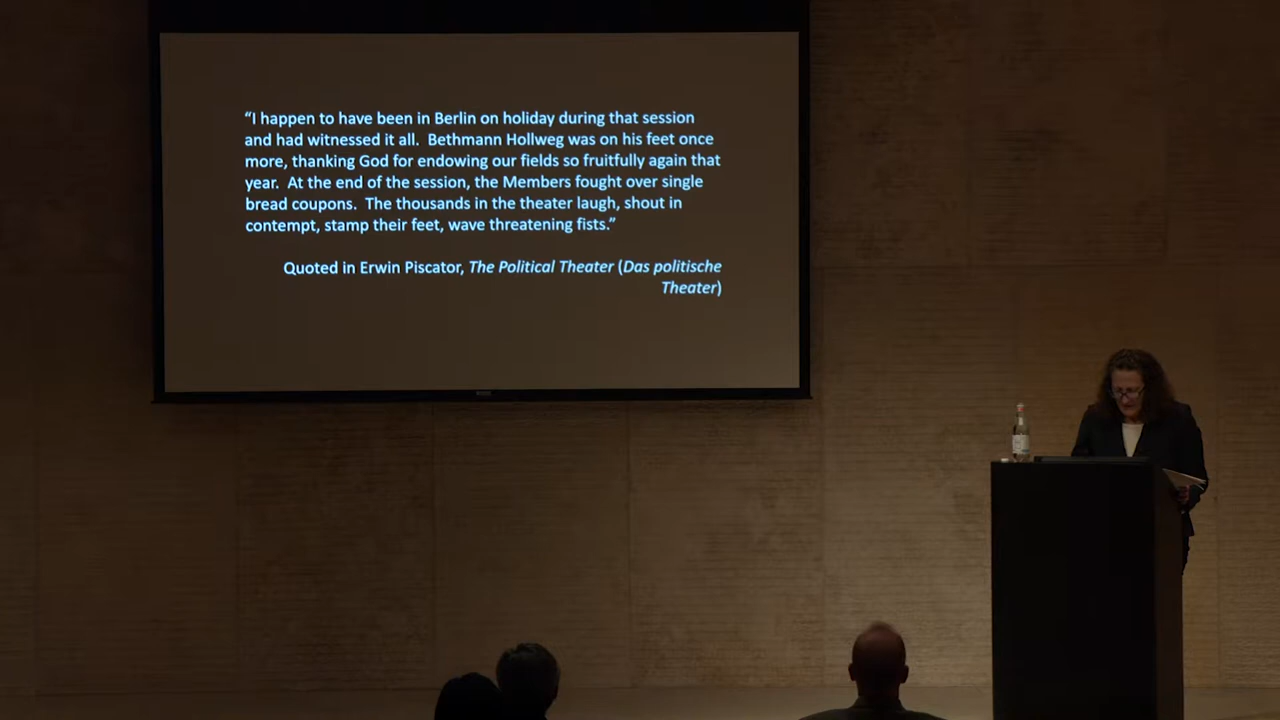 “I happen to have been in Berlin on holiday during that session
and had witnessed it all.  Bethmann Hollweg was on his feet once
more, thanking God for endowing our fields so fruitfully again that
year.  At the end of the session, the Members fought over single
bread coupons.  The thousands in the theater laugh, shout in
contempt, stamp their feet, wave threatening fists.”
Quoted in Erwin Piscator, The Political Theater (Das politische
Theater)